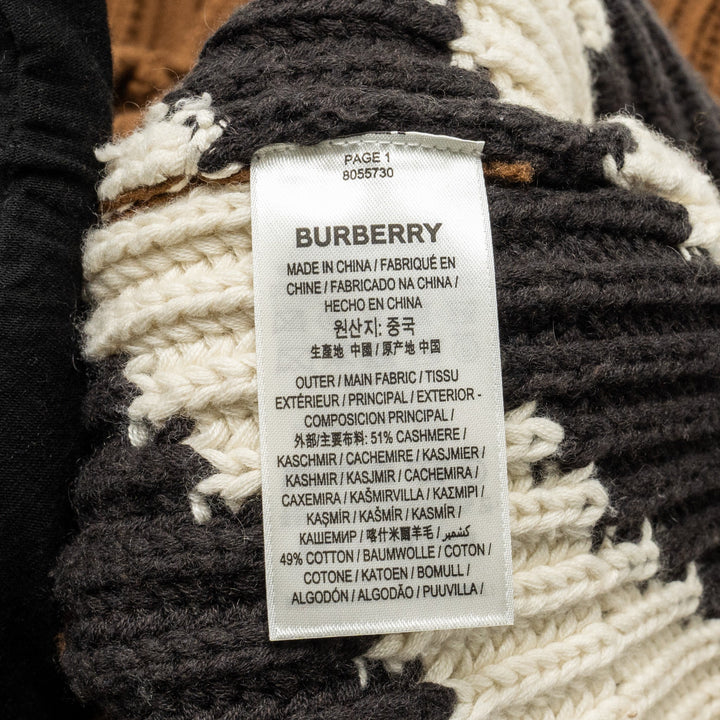 PAGE 1
8055730
BURBERRY
MADE IN CHINA / FABRIQUÉ EN
CHINE / FABRICADO NA CHINA /
HECHO EN CHINA
원산지: 중국
生產地 中國 / 原产地 中国
OUTER / MAIN FABRIC / TISSU
EXTÉRIEUR / PRINCIPAL / EXTERIOR -
COMPOSICION PRINCIPAL /
外部/主要布料: 51% CASHMERE /
KASCHMIR / CACHEMIRE / KASJMIER /
KASHMIR / KASJMIR / CACHEMIRA /
CAXEMIRA / KAŠMIRVILLA / ΚΑΣΜΙΡΙ /
KAŞMİR / KAŠMÍR / KASMÍR /
КАШЕМИР / 喀什米爾羊毛 / كشمير /
49% COTTON / BAUMWOLLE / COTON /
COTONE / KATOEN / BOMULL /
ALGODÓN / ALGODÃO / PUUVILLA /